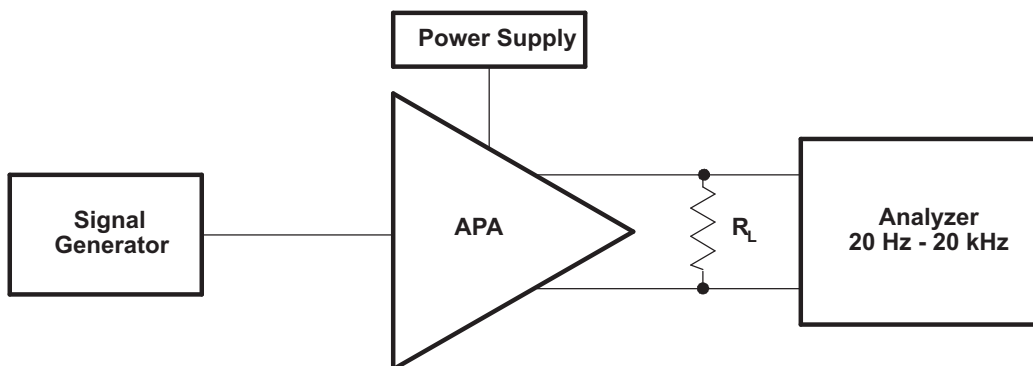 Power Supply
Signal
Generator
APA
R_L
Analyzer
20 Hz - 20 kHz